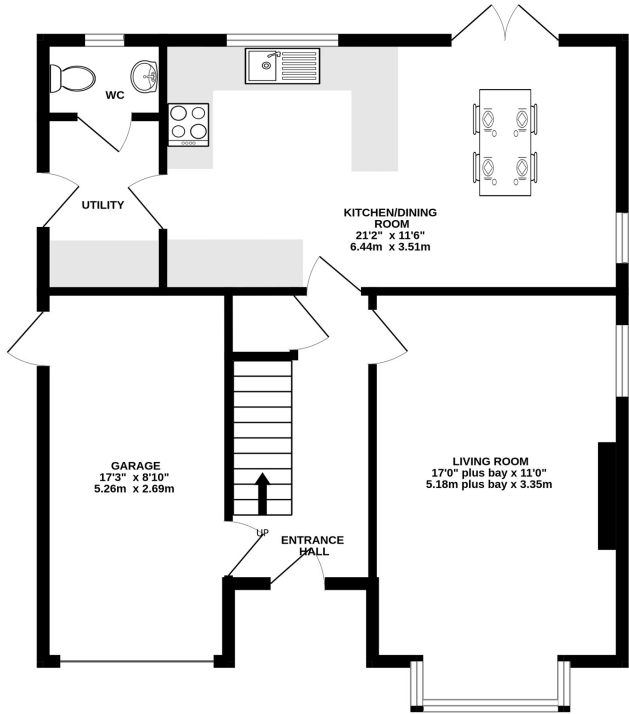 WC
UTILITY
KITCHEN/DINING
ROOM
21'2" x 11'6"
6.44m x 3.51m
GARAGE
17'3" x 8'10"
5.26m x 2.69m
LIVING ROOM
17'0" plus bay x 11'0"
5.18m plus bay x 3.35m
UP
ENTRANCE
HALL